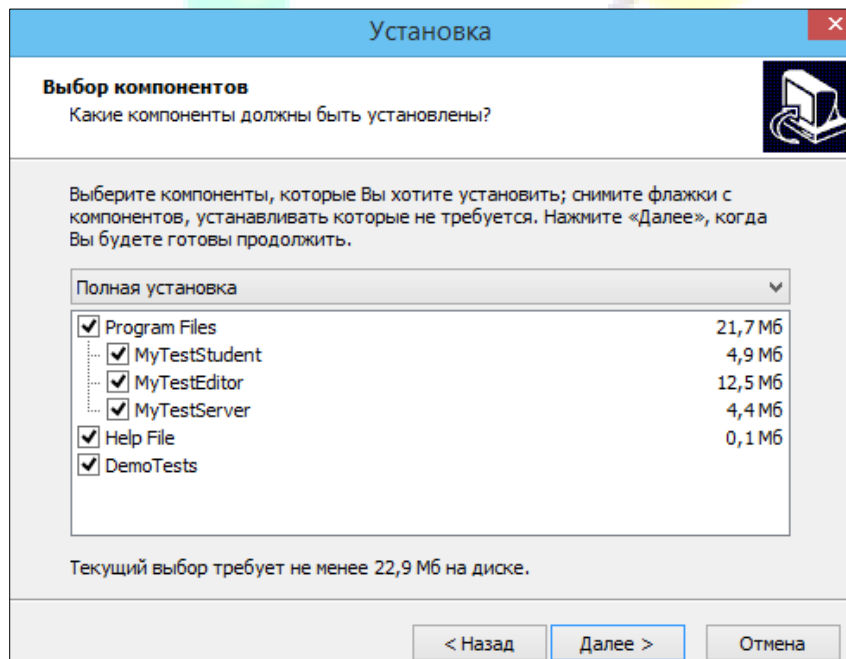 Установка
Выбор компонентов
Какие компоненты должны быть установлены?
Выберите компоненты, которые Вы хотите установить; снимите флажки с
компонентов, устанавливать которые не требуется. Нажмите «Далее», когда
Вы будете готовы продолжить.
Полная установка
Program Files 21,7 Мб
MyTestStudent 4,9 Мб
MyTestEditor 12,5 Мб
MyTestServer 4,4 Мб
Help File 0,1 Мб
DemoTests
Текущий выбор требует не менее 22,9 Мб на диске.
< Назад Далее > Отмена